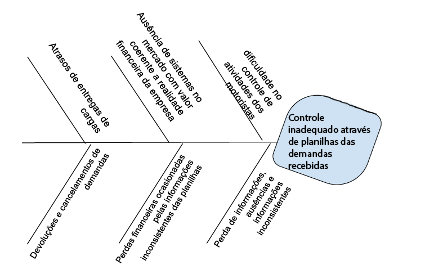 Atrasos de entregas de
cargas
Ausência de sistemas no
mercado com valor
coerente a realidade
financeira da empresa
dificuldade no
controle de
atividades dos
motoristas
Controle
inadequado através
de planilhas das
demandas
recebidas
Devoluções e cancelamentos de
demandas
Perdas financeiras ocasionadas
pelas informações
inconsistentes das planilhas
Perda de informações,
ausências e
informações
inconsistentes